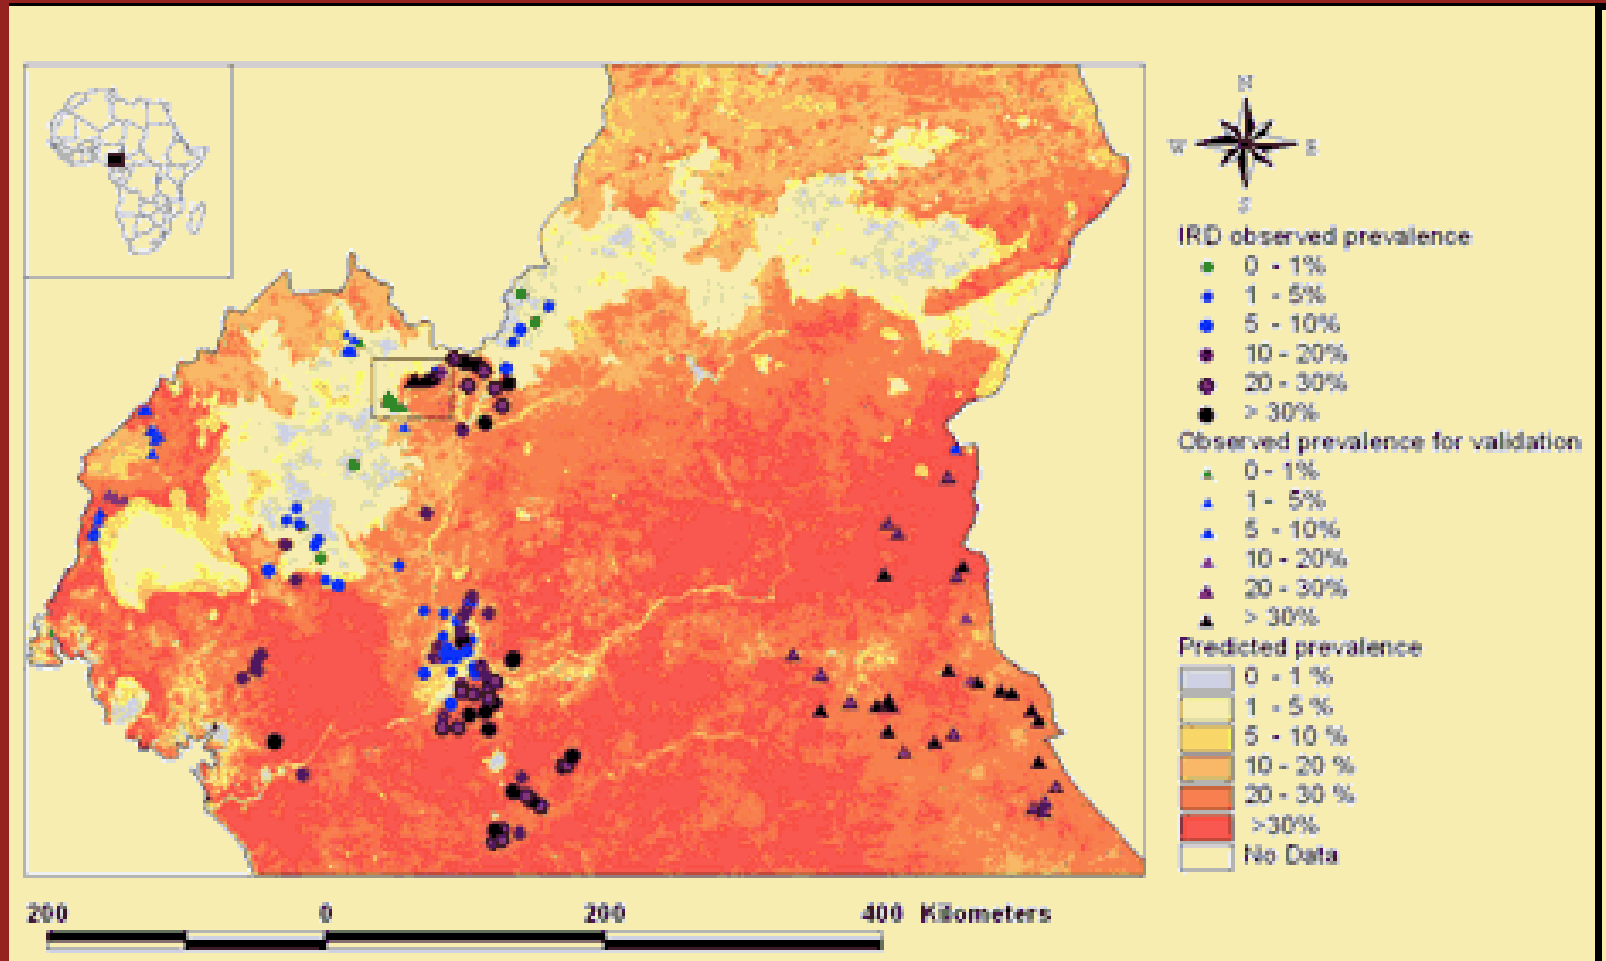 N
W E
S
IRD observed prevalence
0 - 1%
1 - 5%
5 - 10%
10 - 20%
20 - 30%
> 30%
Observed prevalence for validation
0 - 1%
1 - 5%
5 - 10%
10 - 20%
20 - 30%
> 30%
Predicted prevalence
0 - 1 %
1 - 5 %
5 - 10 %
10 - 20 %
20 - 30 %
>30%
No Data
200 0 200 400 Kilometers